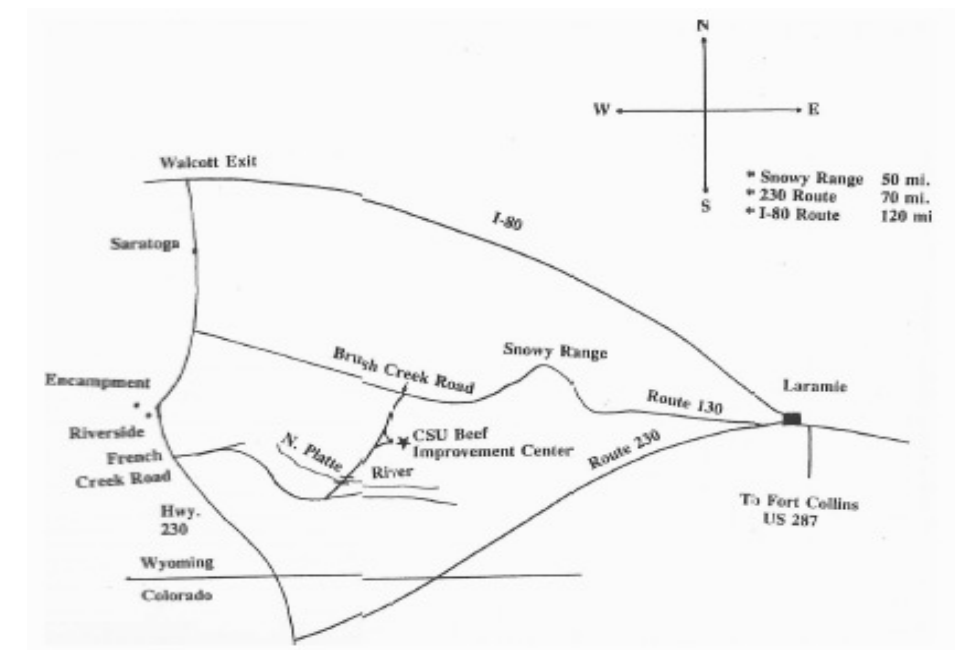 N
W
E
S
* Snowy Range 50 mi.
* 230 Route 70 mi.
* I-80 Route 120 mi
Walcott Exit
I-80
Saratoga
Snowy Range
Brush Creek Road
Encampment
Laramie
Route 130
Riverside
CSU Beef
Improvement Center
Route 230
N. Platte
River
French
Creek Road
To Fort Collins
US 287
Hwy.
230
Wyoming
Colorado